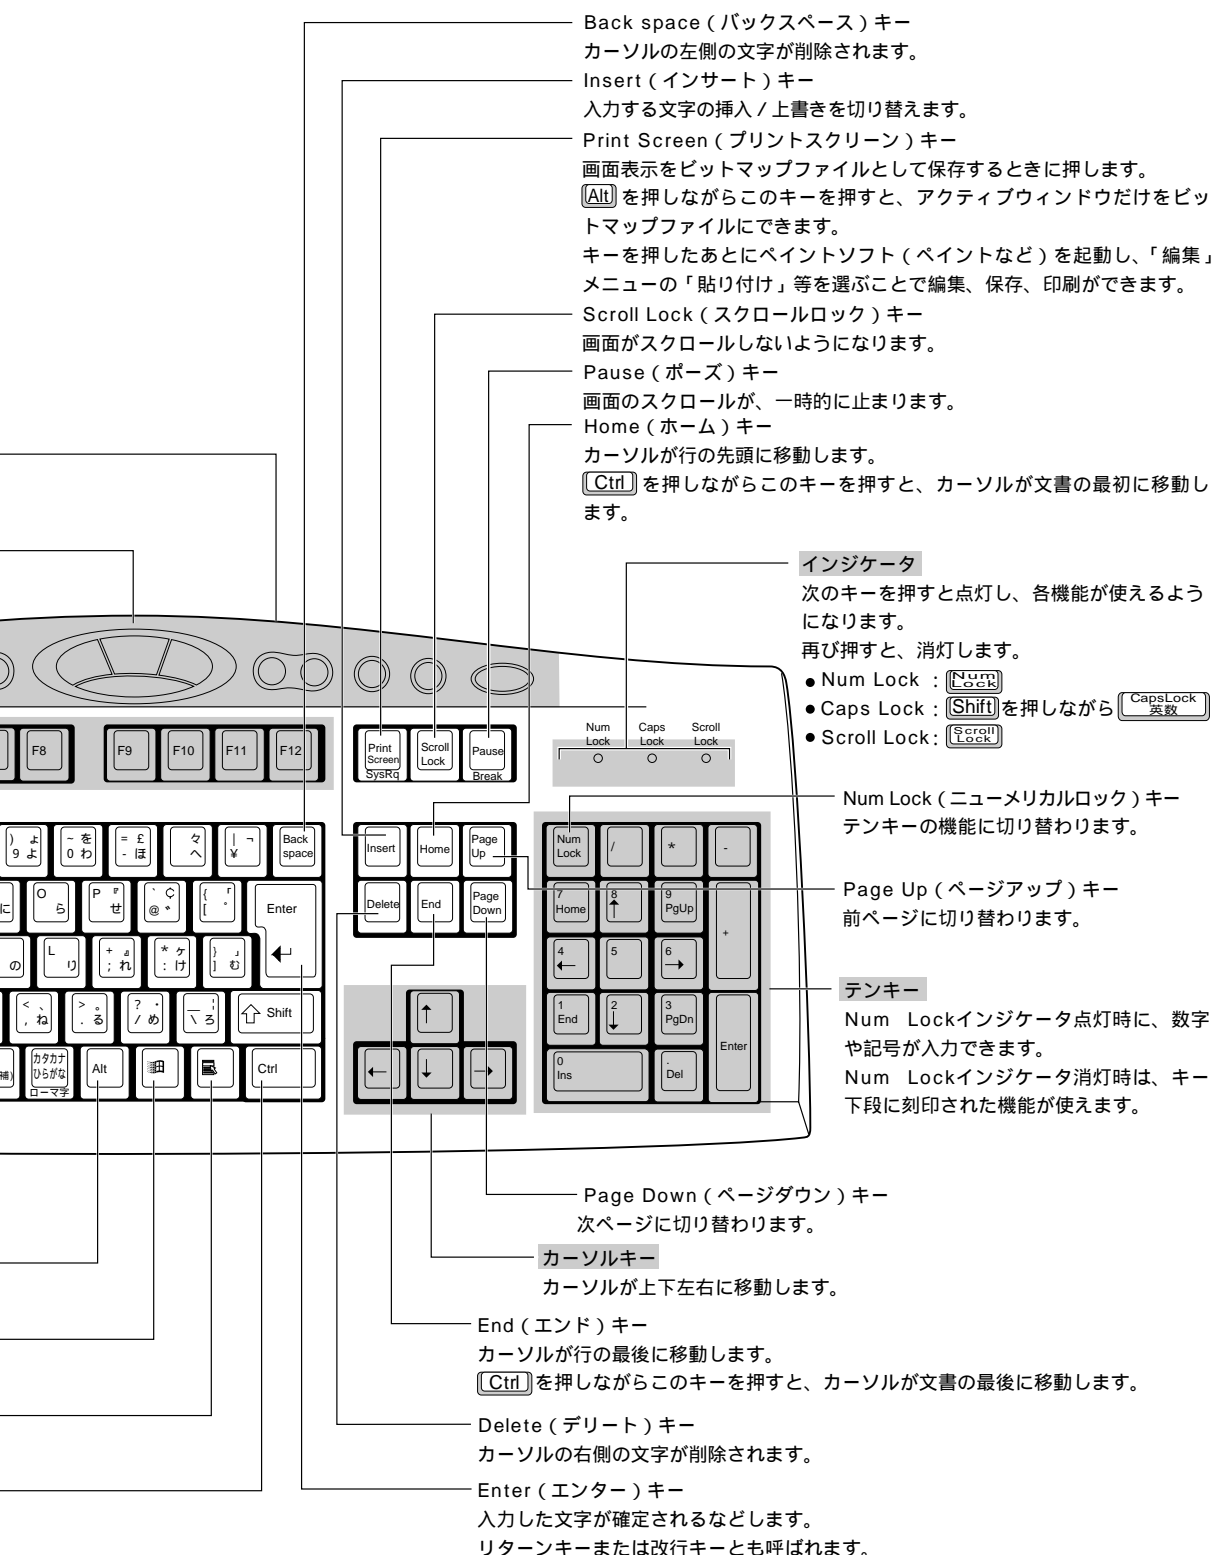 Back space（バックスペース）キー
カーソルの左側の文字が削除されます。
Insert（インサート）キー
入力する文字の挿入/上書きを切り替えます。
Print Screen（プリントスクリーン）キー
画面表示をビットマップファイルとして保存するときに押します。
Alt を押しながらこのキーを押すと、アクティブウィンドウだけをビッ
トマップファイルにできます。
キーを押したあとにペイントソフト（ペイントなど）を起動し、「編集」
メニューの「貼り付け」等を選ぶことで編集、保存、印刷ができます。
Scroll Lock（スクロールロック）キー
画面がスクロールしないようになります。
Pause（ポーズ）キー
画面のスクロールが、一時的に止まります。
Home（ホーム）キー
カーソルが行の先頭に移動します。
Ctrl を押しながらこのキーを押すと、カーソルが文書の最初に移動し
ます。
インジケータ
次のキーを押すと点灯し、各機能が使えるよう
になります。
再び押すと、消灯します。
● Num Lock : Num Lock
● Caps Lock : Shift を押しながら CapsLock 英数
● Scroll Lock : Scroll Lock
Num Lock Caps Lock Scroll Lock
F8 F9 F10 F11 F12
Print Screen SysRq Scroll Lock Pause Break
Num Lock（ニューメリカルロック）キー
テンキーの機能に切り替わります。
) よ 9 ょ ~ を 0 わ = £ - ほ 々 へ | ¬ ¥ Back space
Insert Home Page Up
Num Lock / * -
Page Up（ページアップ）キー
前ページに切り替わります。
に O ら P 『 せ ` Ç @ ゛ { 「 [ ゜ Enter
Delete End Page Down
7 Home 8 ↑ 9 PgUp +
の L り + 』 ; れ * ヶ : け } 」 ] む
4 ← 5 6 →
テンキー
Num Lockインジケータ点灯時に、数字
や記号が入力できます。
Num Lockインジケータ消灯時は、キー
下段に刻印された機能が使えます。
< 、 , ね > 。 . る ? ・ / め _ ¦ \ ろ Shift
↑
1 End 2 ↓ 3 PgDn Enter
補) カタカナ ひらがな ローマ字 Alt Ctrl
← ↓ →
0 Ins . Del
Page Down（ページダウン）キー
次ページに切り替わります。
カーソルキー
カーソルが上下左右に移動します。
End（エンド）キー
カーソルが行の最後に移動します。
Ctrl を押しながらこのキーを押すと、カーソルが文書の最後に移動します。
Delete（デリート）キー
カーソルの右側の文字が削除されます。
Enter（エンター）キー
入力した文字が確定されるなどします。
リターンキーまたは改行キーとも呼ばれます。